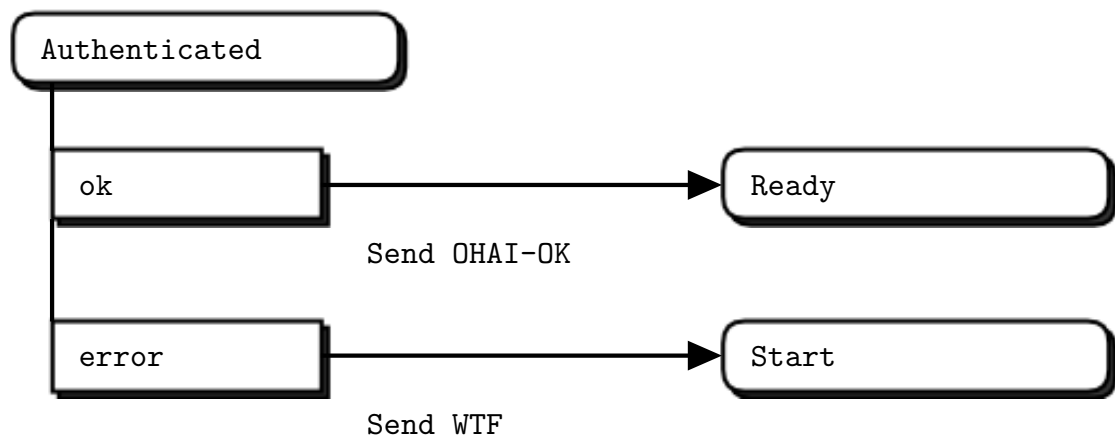 Authenticated
ok
Ready
Send OHAI-OK
error
Start
Send WTF